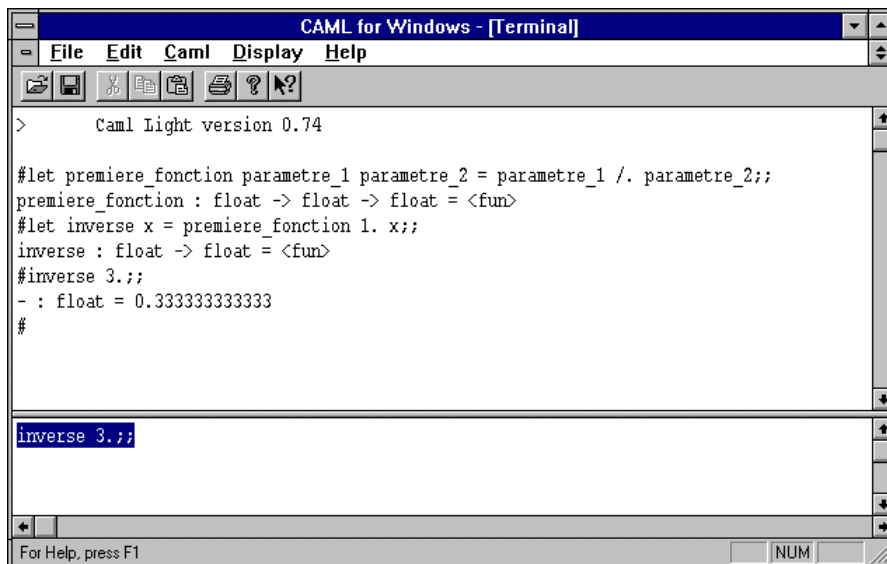 CAML for Windows - [Terminal]
File Edit Caml Display Help
> Caml Light version 0.74
#let premiere_fonction parametre_1 parametre_2 = parametre_1 /. parametre_2;;
premiere_fonction : float -> float -> float = <fun>
#let inverse x = premiere_fonction 1. x;;
inverse : float -> float = <fun>
#inverse 3.;;
- : float = 0.333333333333
#
inverse 3.;;
For Help, press F1 NUM